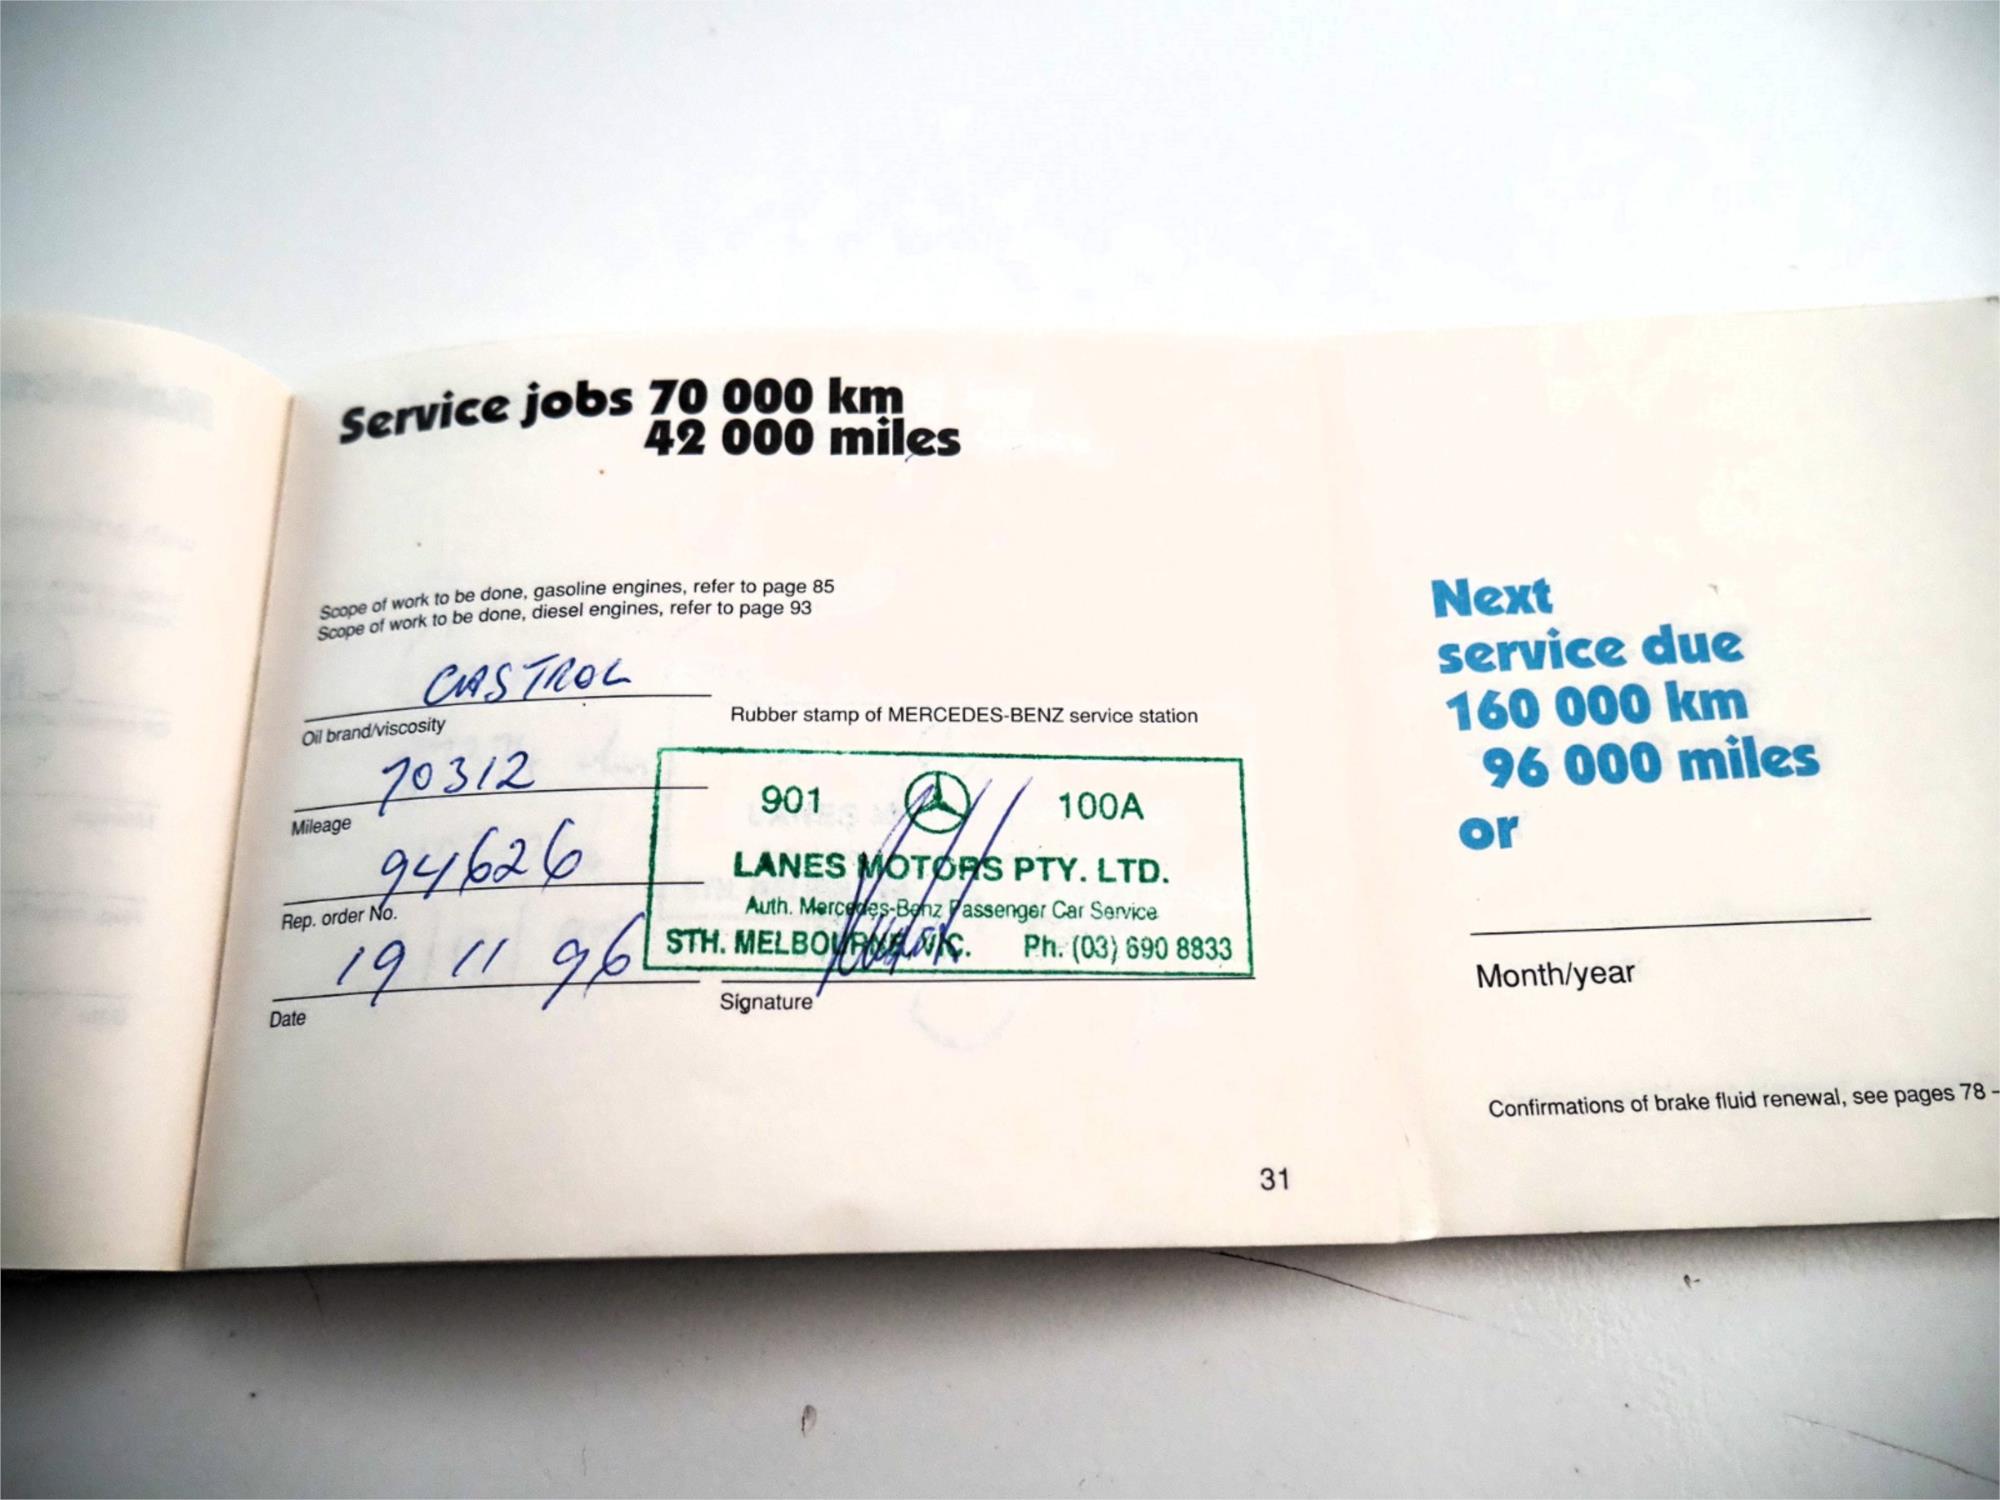 Service jobs 70 000 km
42 000 miles
Scope of work to be done, gasoline engines, refer to page 85
Scope of work to be done, diesel engines, refer to page 93
CASTROL
Oil brand/viscosity
70312
Mileage
94626
Rep. order No.
19 11 96
Date
Rubber stamp of MERCEDES-BENZ service station
901 100A
LANES MOTORS PTY. LTD.
Auth. Mercedes-Benz Passenger Car Service
STH. MELBOURNE, VIC. Ph. (03) 690 8833
Signature
31
Next
service due
160 000 km
96 000 miles
or
Month/year
Confirmations of brake fluid renewal, see pages 78 -